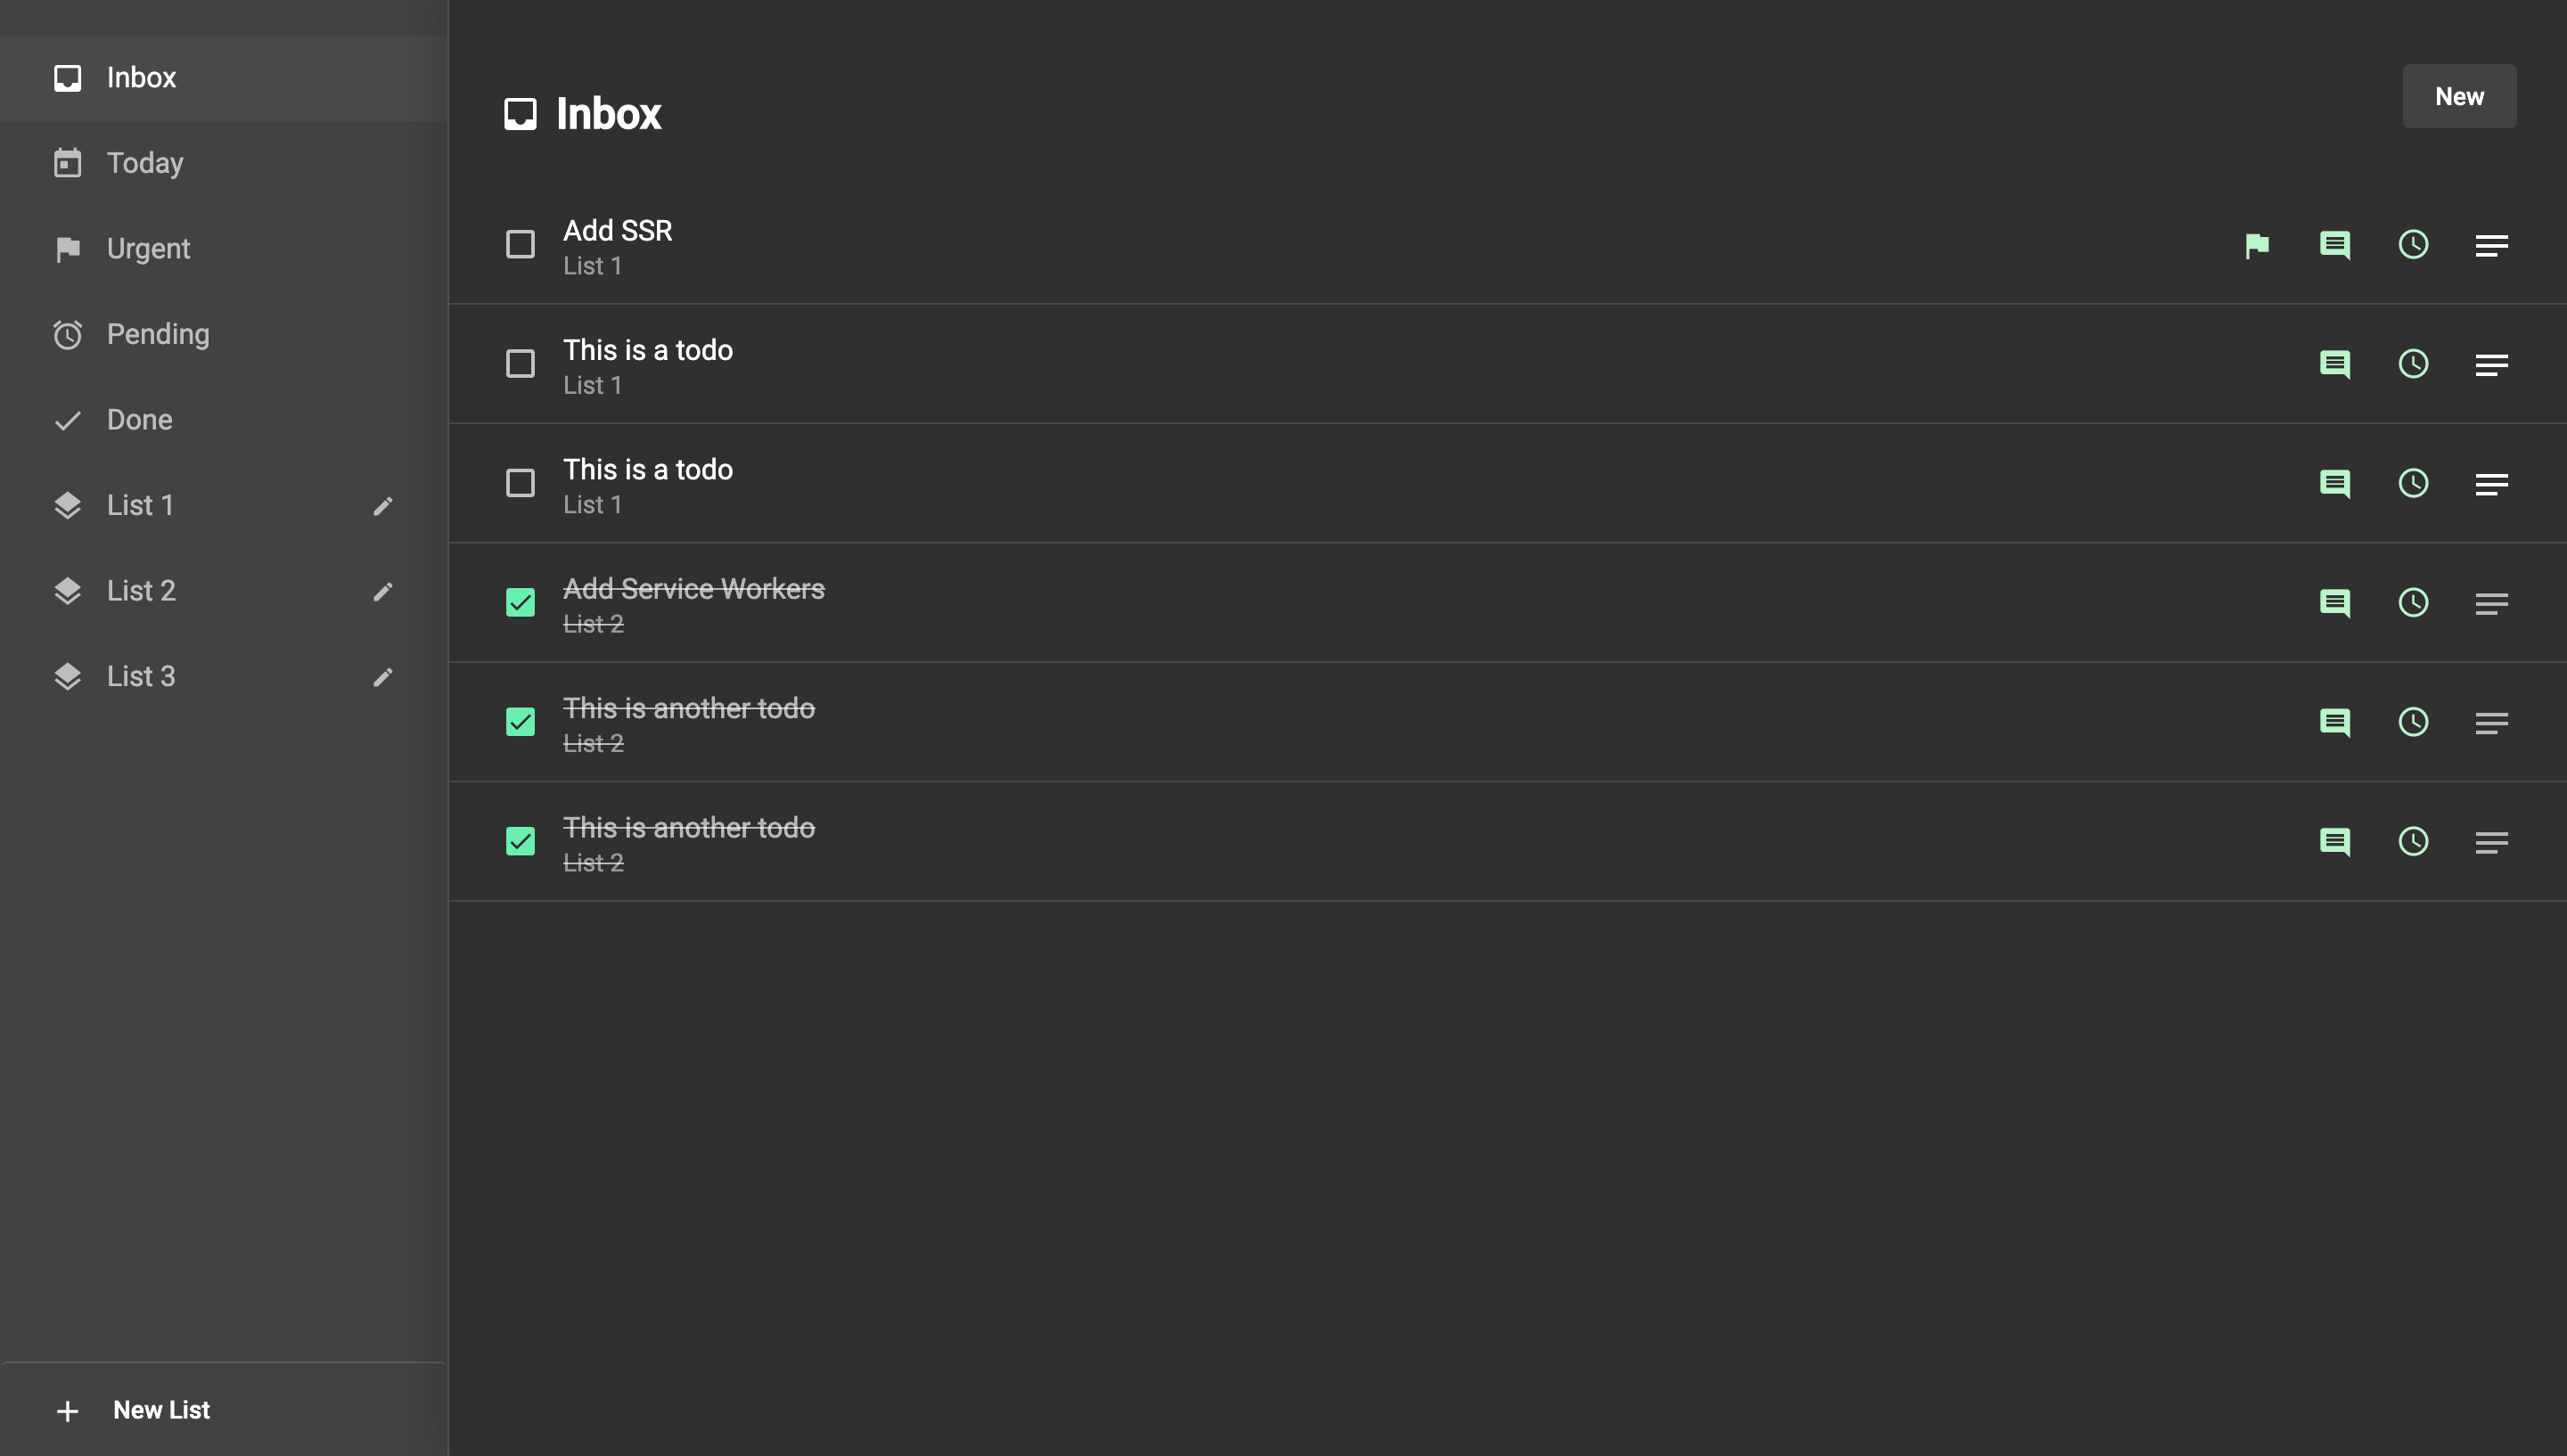 Inbox
Today
Urgent
Pending
Done
List 1
List 2
List 3
New List
Inbox
New
Add SSR
List 1
This is a todo
List 1
This is a todo
List 1
Add Service Workers
List 2
This is another todo
List 2
This is another todo
List 2